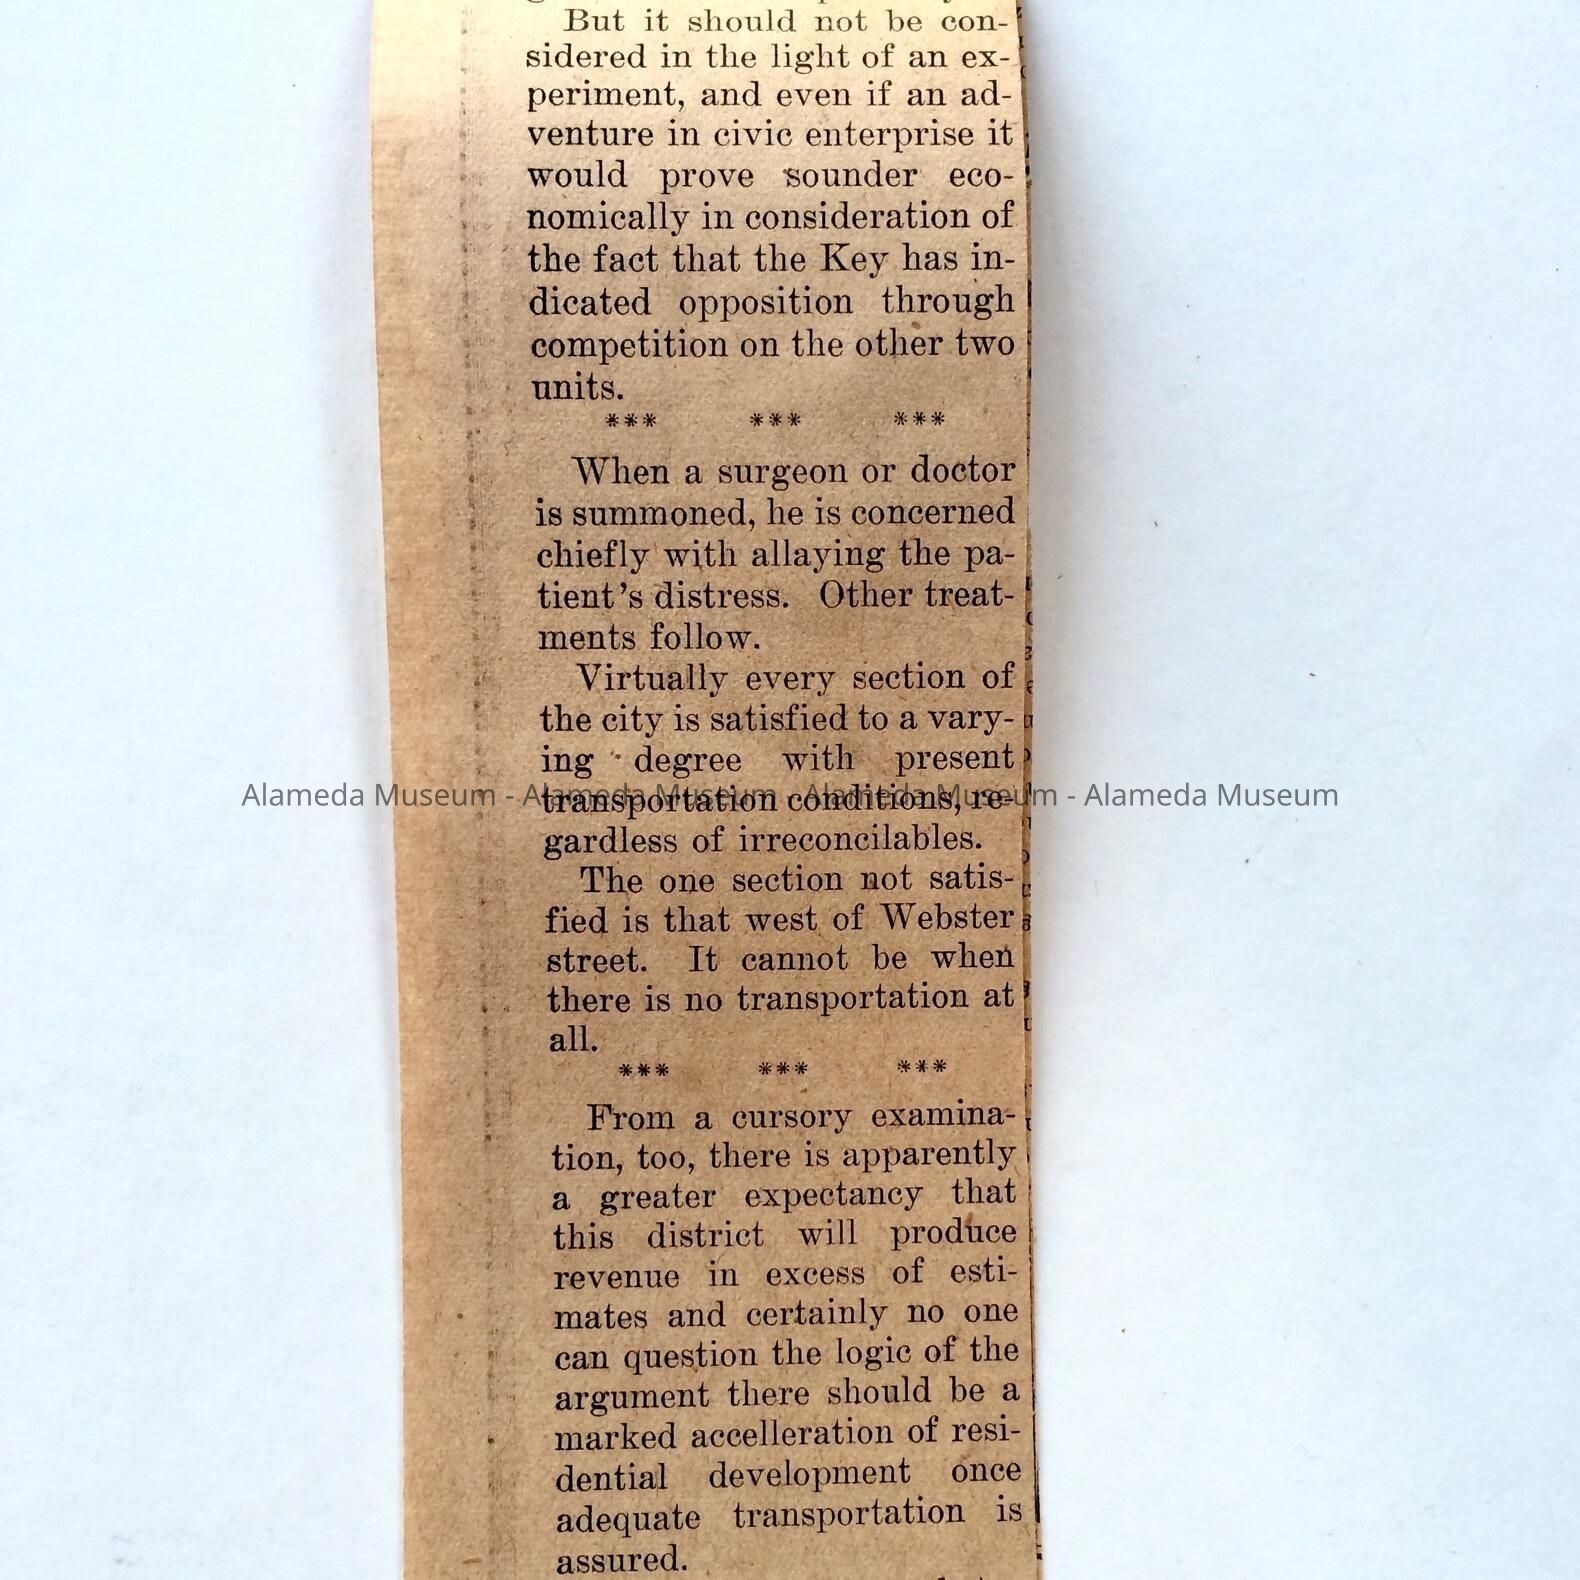 But it should not be con-
sidered in the light of an ex-
periment, and even if an ad-
venture in civic enterprise it
would prove sounder eco-
nomically in consideration of
the fact that the Key has in-
dicated opposition through
competition on the other two
units.
*** *** ***
When a surgeon or doctor
is summoned, he is concerned
chiefly with allaying the pa-
tient's distress. Other treat-
ments follow.
Virtually every section of
the city is satisfied to a vary-
ing degree with present
transportation conditions, re-
gardless of irreconcilables.
The one section not satis-
fied is that west of Webster
street. It cannot be when
there is no transportation at
all.
*** *** ***
From a cursory examina-
tion, too, there is apparently
a greater expectancy that
this district will produce
revenue in excess of esti-
mates and certainly no one
can question the logic of the
argument there should be a
marked accelleration of resi-
dential development once
adequate transportation is
assured.
Alameda Museum - Alameda Museum - Alameda Museum - Alameda Museum